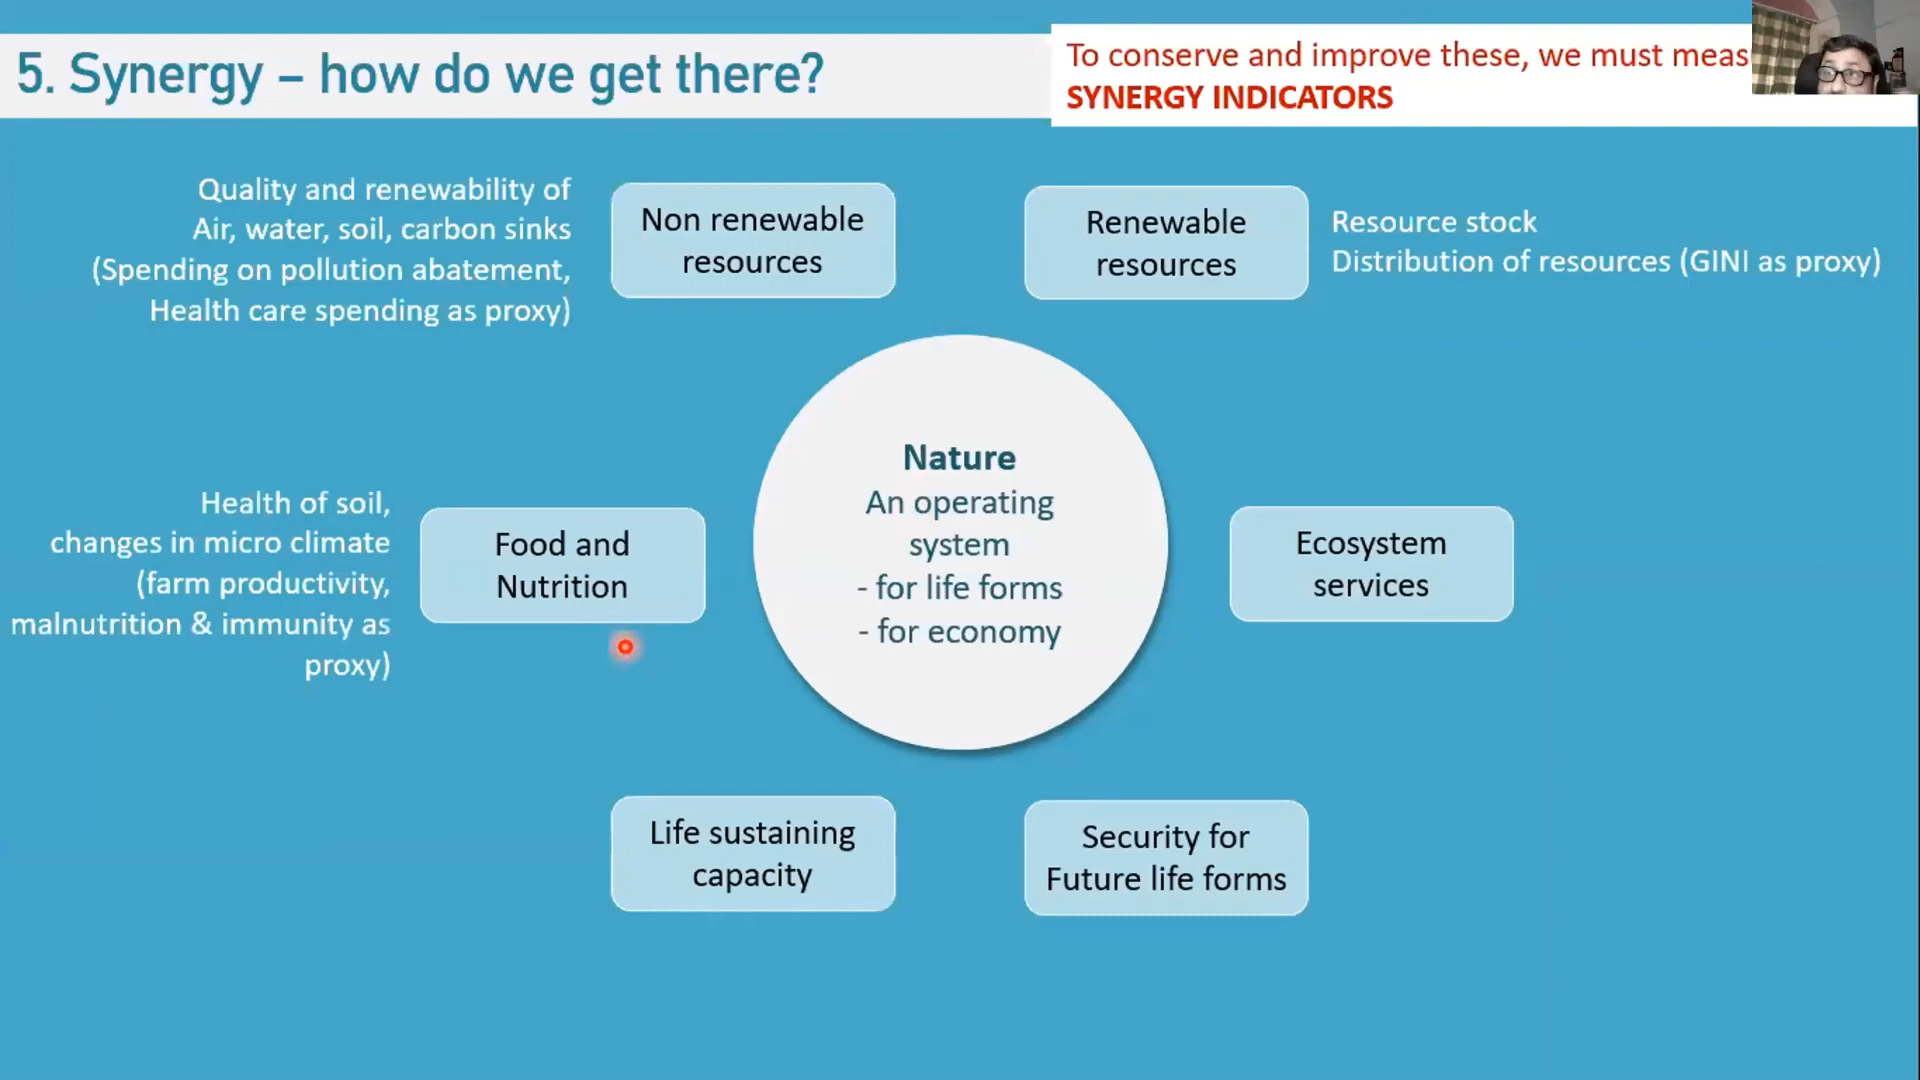 5. Synergy – how do we get there?
To conserve and improve these, we must meas
SYNERGY INDICATORS
Quality and renewability of
Air, water, soil, carbon sinks
(Spending on pollution abatement,
Health care spending as proxy)
Non renewable
resources
Renewable
resources
Resource stock
Distribution of resources (GINI as proxy)
Health of soil,
changes in micro climate
(farm productivity,
malnutrition & immunity as
proxy)
Food and
Nutrition
Nature
An operating
system
- for life forms
- for economy
Ecosystem
services
Life sustaining
capacity
Security for
Future life forms